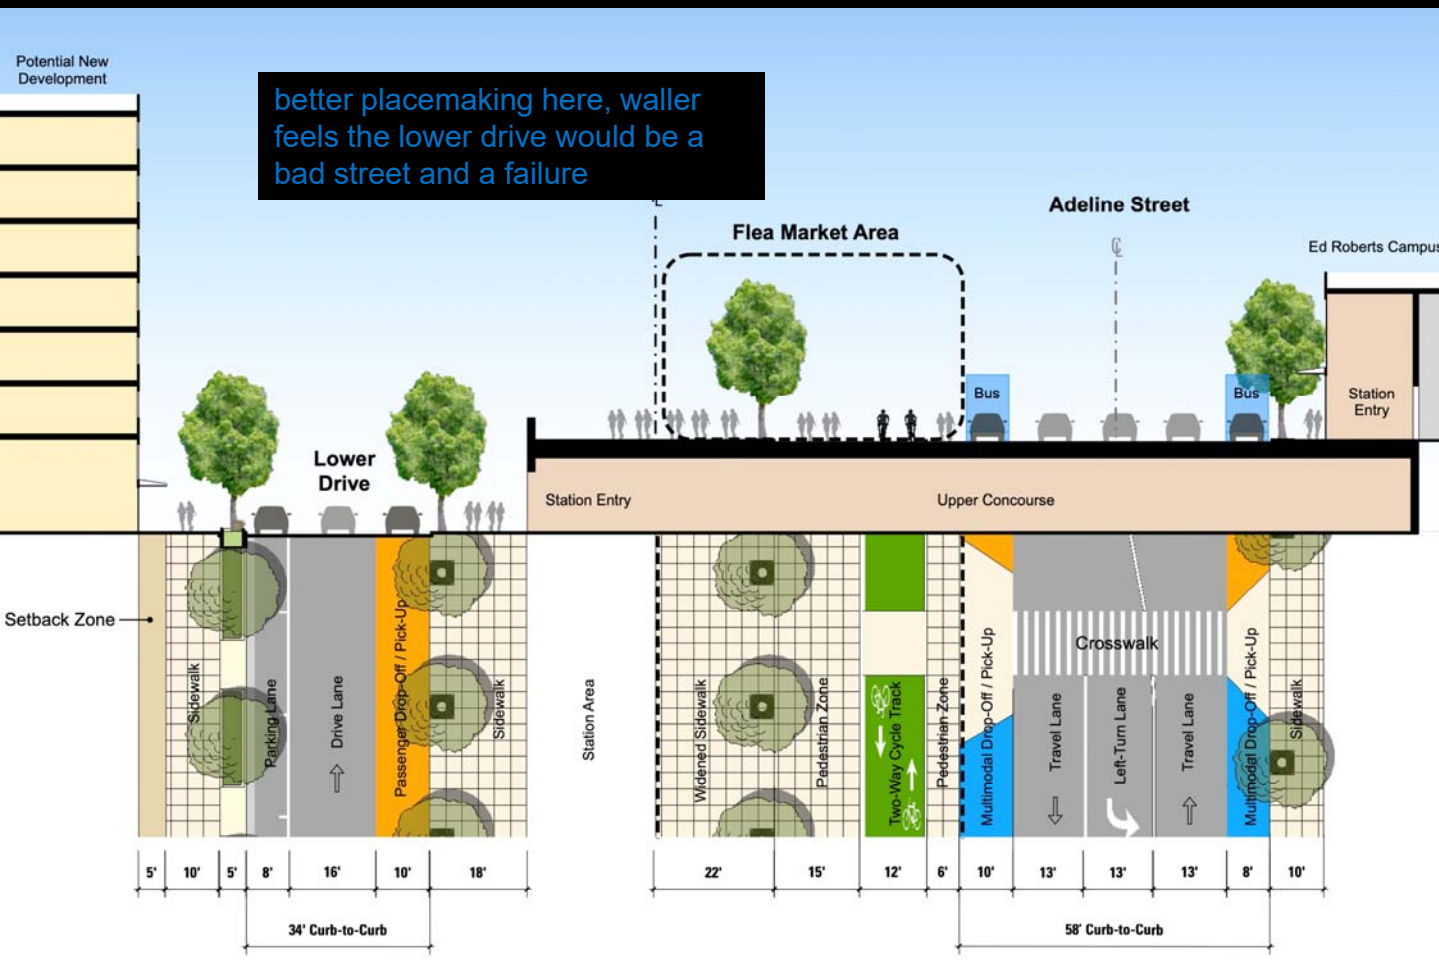 Potential New
Development
better placemaking here, waller
feels the lower drive would be a
bad street and a failure
Adeline Street
Flea Market Area
Ed Roberts Campus
Bus
Bus
Station
Entry
Lower
Drive
Station Entry
Upper Concourse
Setback Zone
Sidewalk
Parking Lane
Drive Lane
Passenger Drop-Off / Pick-Up
Sidewalk
Station Area
Widened Sidewalk
Pedestrian Zone
Two-Way Cycle Track
Pedestrian Zone
Multimodal Drop-Off / Pick-Up
Crosswalk
Travel Lane
Left-Turn Lane
Travel Lane
Multimodal Drop-Off / Pick-Up
Sidewalk
5' 10' 5' 8' 16' 10' 18' 22' 15' 12' 6' 10' 13' 13' 13' 8' 10'
34' Curb-to-Curb
58' Curb-to-Curb